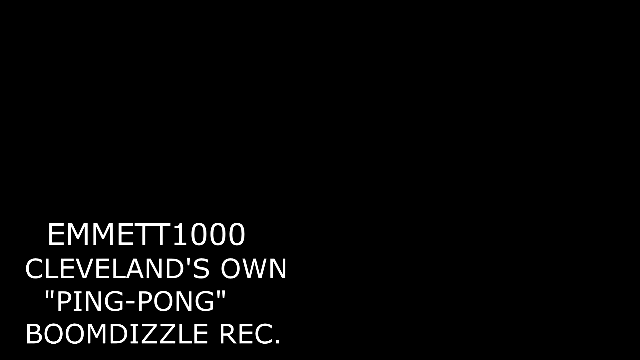 EMMETT1000
CLEVELAND'S OWN
"PING-PONG"
BOOMDIZZLE REC.